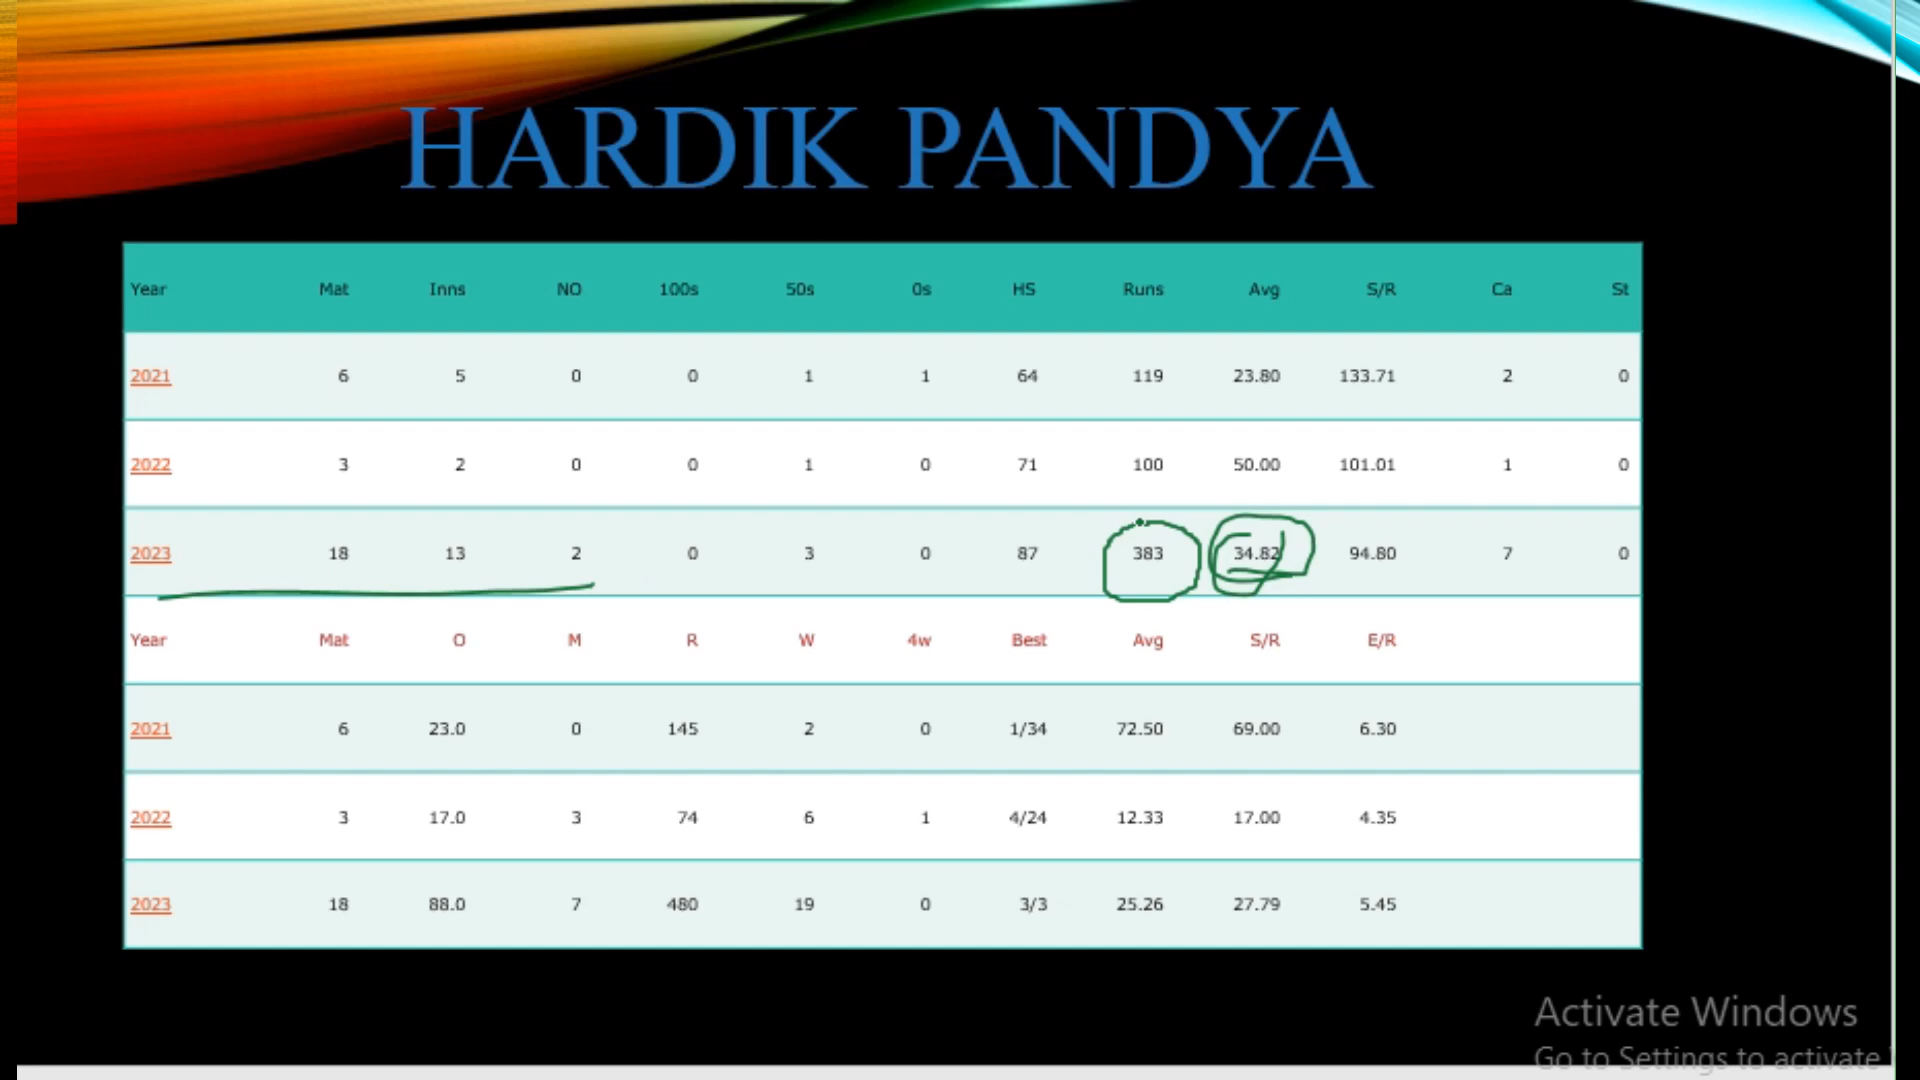 HARDIK PANDYA
Year Mat Inns NO 100s 50s 0s HS Runs Avg S/R Ca St
2021 6 5 0 0 1 1 64 119 23.80 133.71 2 0
2022 3 2 0 0 1 0 71 100 50.00 101.01 1 0
2023 18 13 2 0 3 0 87 383 34.82 94.80 7 0
Year Mat O M R W 4w Best Avg S/R E/R
2021 6 23.0 0 145 2 0 1/34 72.50 69.00 6.30
2022 3 17.0 3 74 6 1 4/24 12.33 17.00 4.35
2023 18 88.0 7 480 19 0 3/3 25.26 27.79 5.45
Activate Windows
Go to Settings to activate